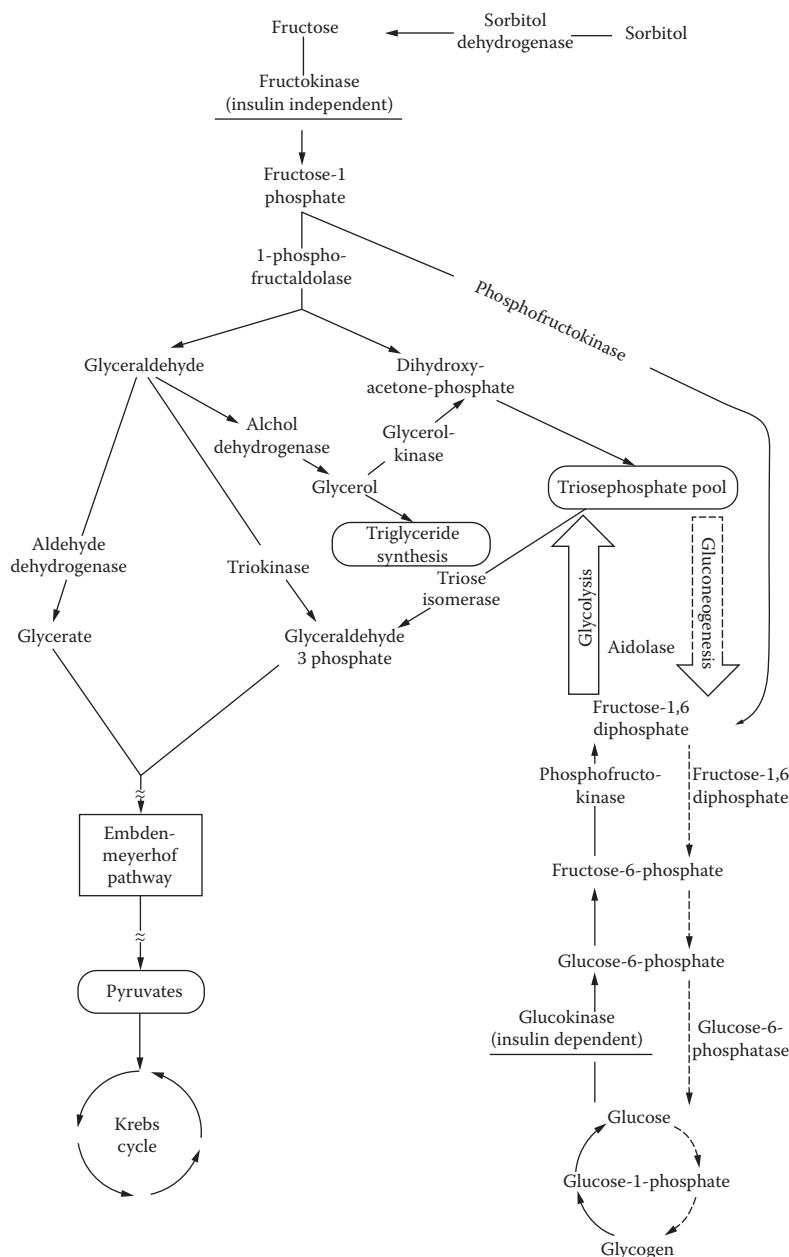 Fructose
Sorbitol
dehydrogenase
Sorbitol
Fructokinase
(insulin independent)
Fructose-1
phosphate
1-phospho-
fructaldolase
Phosphofructokinase
Glyceraldehyde
Dihydroxy-
acetone-phosphate
Alchol
dehydrogenase
Glycerol-
kinase
Glycerol
Triosephosphate pool
Triglyceride
synthesis
Aldehyde
dehydrogenase
Triokinase
Triose
isomerase
Glycolysis
Gluconeogenesis
Glycerate
Glyceraldehyde
3 phosphate
Aidolase
Fructose-1,6
diphosphate
Phosphofructo-
kinase
Fructose-1,6
diphosphate
Embden-
meyerhof
pathway
Fructose-6-phosphate
Glucose-6-phosphate
Pyruvates
Glucokinase
(insulin dependent)
Glucose-6-
phosphatase
Krebs
cycle
Glucose
Glucose-1-phosphate
Glycogen